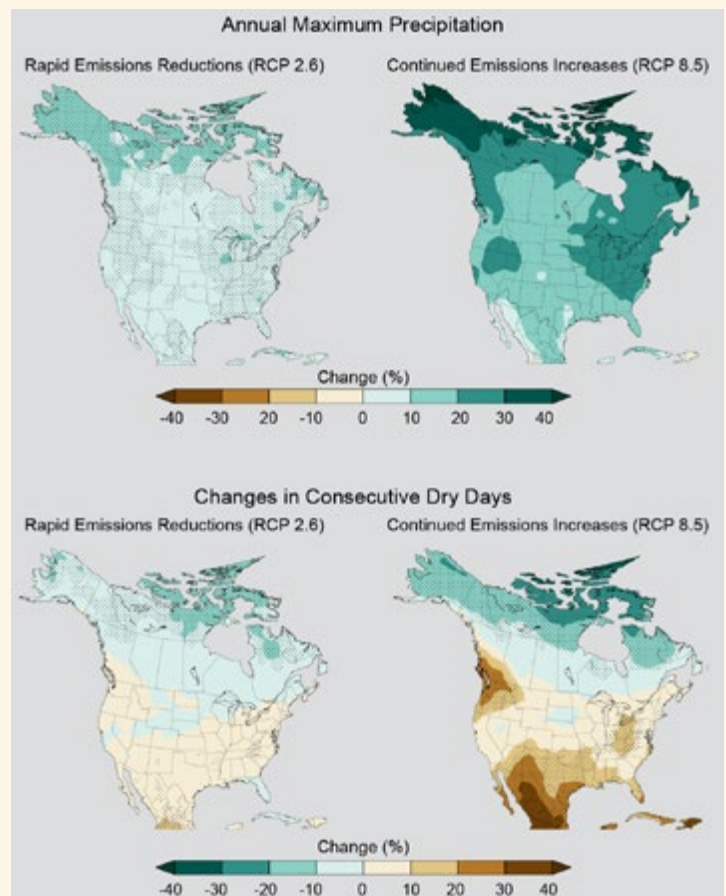 Annual Maximum Precipitation
Rapid Emissions Reductions (RCP 2.6) Continued Emissions Increases (RCP 8.5)
Change (%)
-40 -30 20 -10 0 10 20 30 40
Changes in Consecutive Dry Days
Rapid Emissions Reductions (RCP 2.6) Continued Emissions Increases (RCP 8.5)
Change (%)
-40 -30 -20 -10 0 10 20 30 40